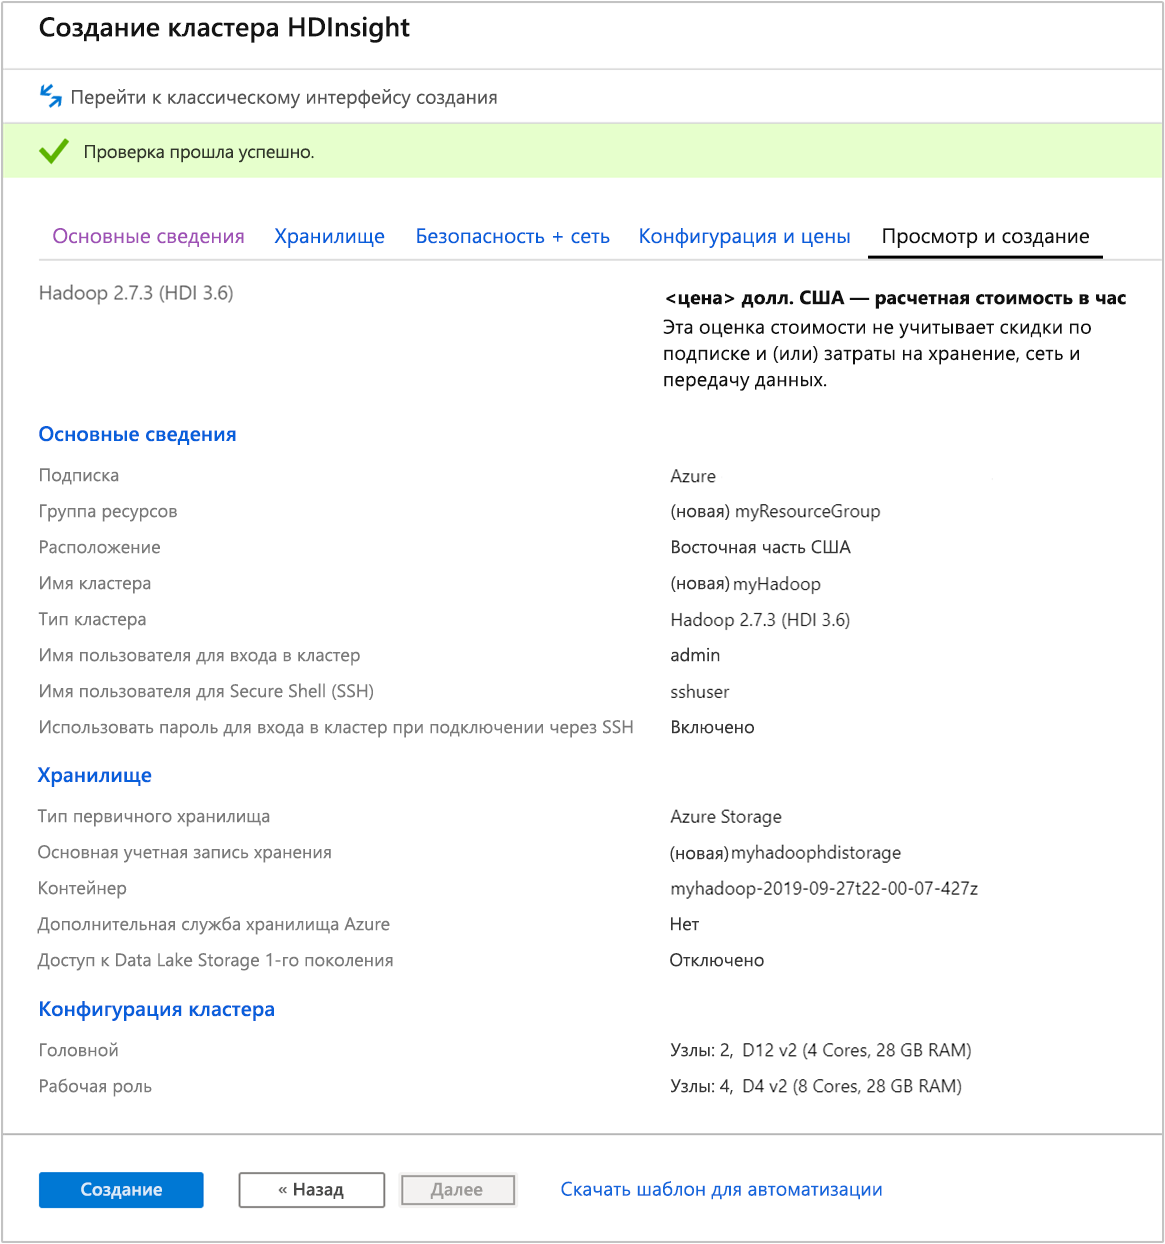 Создание кластера HDInsight
Перейти к классическому интерфейсу создания
Проверка прошла успешно.
Основные сведения Хранилище Безопасность + сеть Конфигурация и цены Просмотр и создание
Hadoop 2.7.3 (HDI 3.6)
<цена> долл. США — расчетная стоимость в час
Эта оценка стоимости не учитывает скидки по
подписке и (или) затраты на хранение, сеть и
передачу данных.
Основные сведения
Подписка Azure
Группа ресурсов (новая) myResourceGroup
Расположение Восточная часть США
Имя кластера (новая) myHadoop
Тип кластера Hadoop 2.7.3 (HDI 3.6)
Имя пользователя для входа в кластер admin
Имя пользователя для Secure Shell (SSH) sshuser
Использовать пароль для входа в кластер при подключении через SSH Включено
Хранилище
Тип первичного хранилища Azure Storage
Основная учетная запись хранения (новая) myhadoophdistorage
Контейнер myhadoop-2019-09-27t22-00-07-427z
Дополнительная служба хранилища Azure Нет
Доступ к Data Lake Storage 1-го поколения Отключено
Конфигурация кластера
Головной Узлы: 2, D12 v2 (4 Cores, 28 GB RAM)
Рабочая роль Узлы: 4, D4 v2 (8 Cores, 28 GB RAM)
Создание « Назад Далее Скачать шаблон для автоматизации